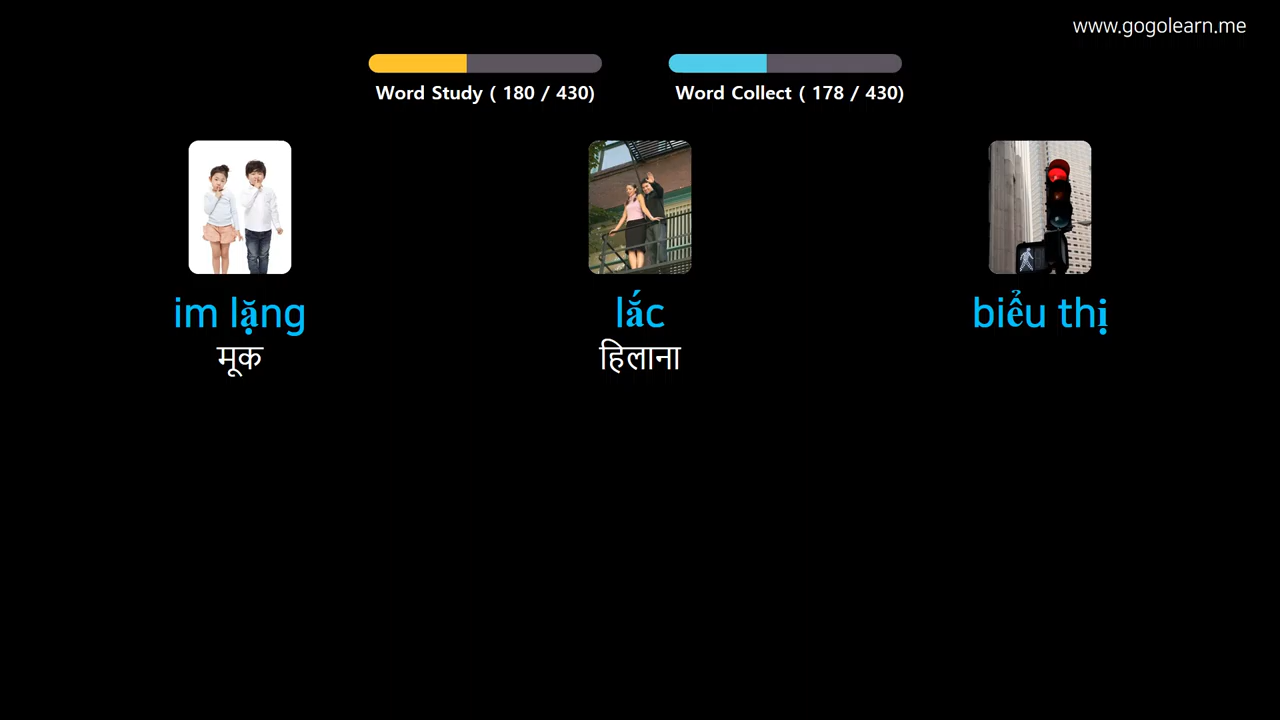 www.gogolearn.me
Word Study ( 180 / 430)
Word Collect ( 178 / 430)
im lặng
lắc
biểu thị
मूक
हिलाना